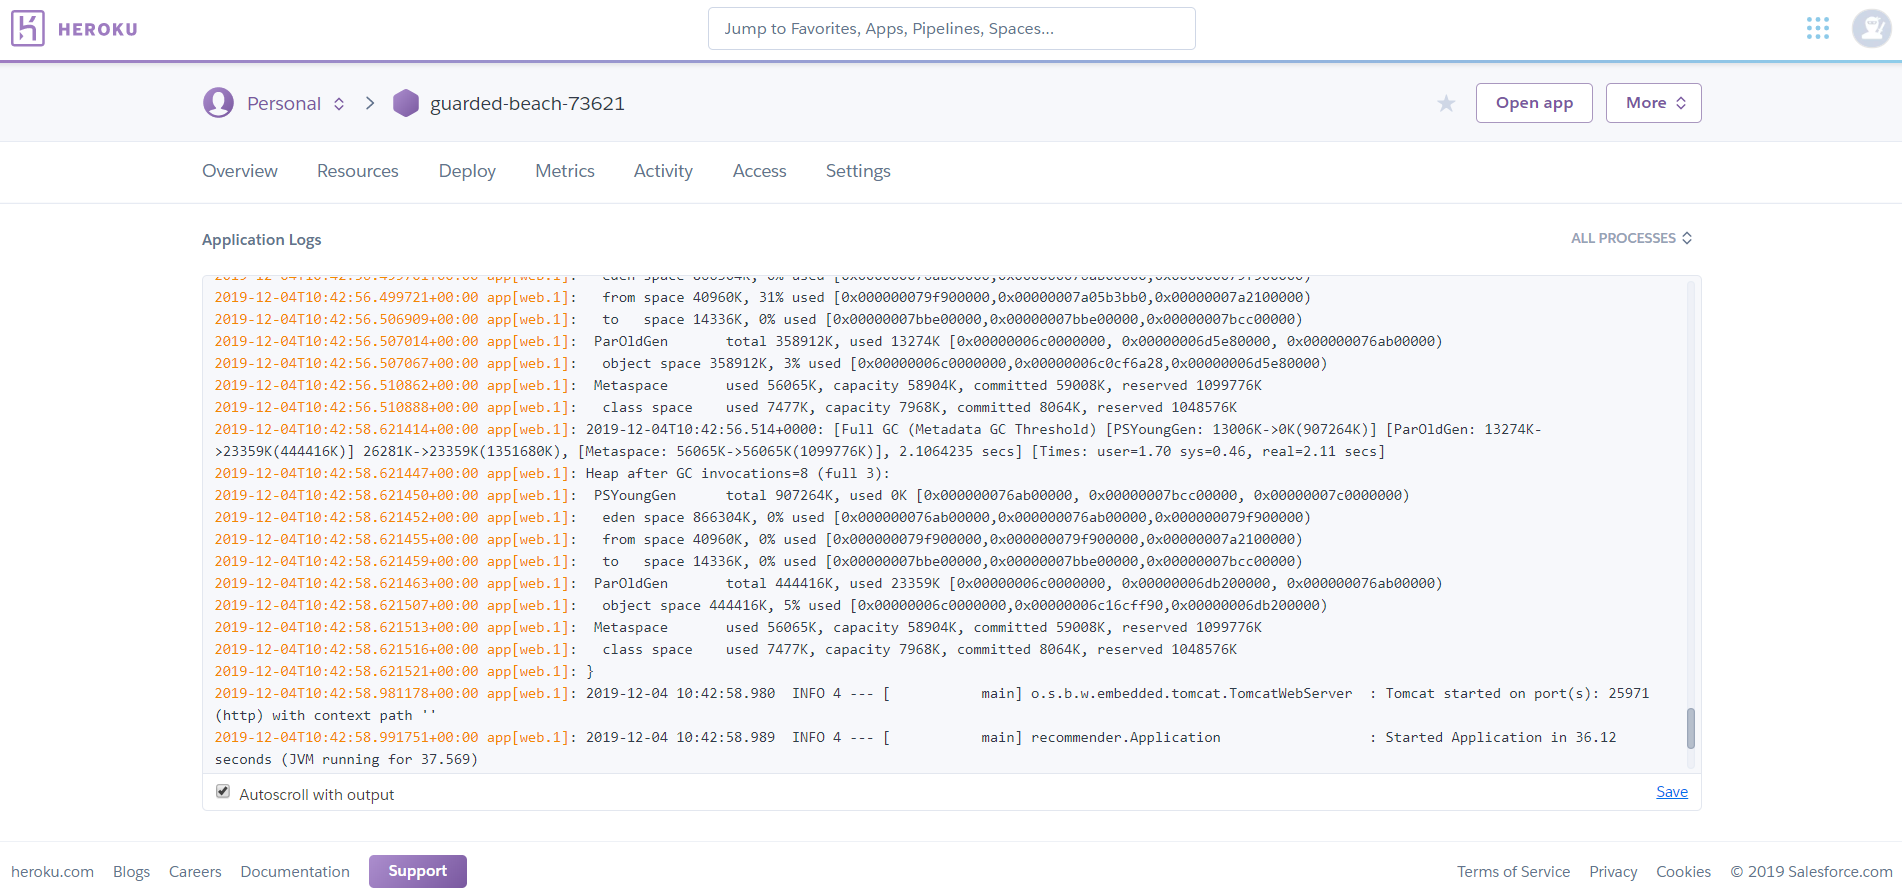 HEROKU
Jump to Favorites, Apps, Pipelines, Spaces...
Personal guarded-beach-73621
Open app More
Overview Resources Deploy Metrics Activity Access Settings
Application Logs
ALL PROCESSES
2019-12-04T10:42:56.499721+00:00 app[web.1]:   from space 40960K, 31% used [0x000000079f900000,0x00000007a05b3bb0,0x00000007a2100000)
2019-12-04T10:42:56.506909+00:00 app[web.1]:   to   space 14336K, 0% used [0x00000007bbe00000,0x00000007bbe00000,0x00000007bcc00000)
2019-12-04T10:42:56.507014+00:00 app[web.1]:  ParOldGen       total 358912K, used 13274K [0x00000006c0000000, 0x00000006d5e80000, 0x000000076ab00000)
2019-12-04T10:42:56.507067+00:00 app[web.1]:   object space 358912K, 3% used [0x00000006c0000000,0x00000006c0cf6a28,0x00000006d5e80000)
2019-12-04T10:42:56.510862+00:00 app[web.1]:  Metaspace       used 56065K, capacity 58904K, committed 59008K, reserved 1099776K
2019-12-04T10:42:56.510888+00:00 app[web.1]:   class space    used 7477K, capacity 7968K, committed 8064K, reserved 1048576K
2019-12-04T10:42:58.621414+00:00 app[web.1]: 2019-12-04T10:42:56.514+0000: [Full GC (Metadata GC Threshold) [PSYoungGen: 13006K->0K(907264K)] [ParOldGen: 13274K-
>23359K(444416K)] 26281K->23359K(1351680K), [Metaspace: 56065K->56065K(1099776K)], 2.1064235 secs] [Times: user=1.70 sys=0.46, real=2.11 secs]
2019-12-04T10:42:58.621447+00:00 app[web.1]: Heap after GC invocations=8 (full 3):
2019-12-04T10:42:58.621450+00:00 app[web.1]:  PSYoungGen      total 907264K, used 0K [0x000000076ab00000, 0x00000007bcc00000, 0x00000007c0000000)
2019-12-04T10:42:58.621452+00:00 app[web.1]:   eden space 866304K, 0% used [0x000000076ab00000,0x000000076ab00000,0x000000079f900000)
2019-12-04T10:42:58.621455+00:00 app[web.1]:   from space 40960K, 0% used [0x000000079f900000,0x000000079f900000,0x00000007a2100000)
2019-12-04T10:42:58.621459+00:00 app[web.1]:   to   space 14336K, 0% used [0x00000007bbe00000,0x00000007bbe00000,0x00000007bcc00000)
2019-12-04T10:42:58.621463+00:00 app[web.1]:  ParOldGen       total 444416K, used 23359K [0x00000006c0000000, 0x00000006db200000, 0x000000076ab00000)
2019-12-04T10:42:58.621507+00:00 app[web.1]:   object space 444416K, 5% used [0x00000006c0000000,0x00000006c16cff90,0x00000006db200000)
2019-12-04T10:42:58.621513+00:00 app[web.1]:  Metaspace       used 56065K, capacity 58904K, committed 59008K, reserved 1099776K
2019-12-04T10:42:58.621516+00:00 app[web.1]:   class space    used 7477K, capacity 7968K, committed 8064K, reserved 1048576K
2019-12-04T10:42:58.621521+00:00 app[web.1]: }
2019-12-04T10:42:58.981178+00:00 app[web.1]: 2019-12-04 10:42:58.980  INFO 4 --- [           main] o.s.b.w.embedded.tomcat.TomcatWebServer  : Tomcat started on port(s): 25971
(http) with context path ''
2019-12-04T10:42:58.991751+00:00 app[web.1]: 2019-12-04 10:42:58.989  INFO 4 --- [           main] recommender.Application                  : Started Application in 36.12
seconds (JVM running for 37.569)
Autoscroll with output
Save
heroku.com Blogs Careers Documentation Support
Terms of Service Privacy Cookies © 2019 Salesforce.com